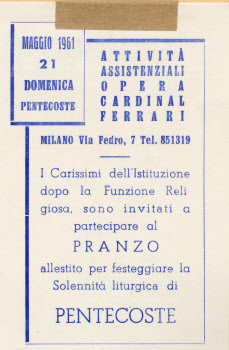 MAGGIO 1961
21
DOMENICA
PENTECOSTE
ATTIVITÀ
ASSISTENZIALI
OPERA
CARDINAL
FERRARI
MILANO Via Fedro, 7 Tel. 851319
I Carissimi dell'Istituzione
dopo la Funzione Reli
giosa, sono invitati a
partecipare al
PRANZO
allestito per festeggiare la
Solennità liturgica di
PENTECOSTE